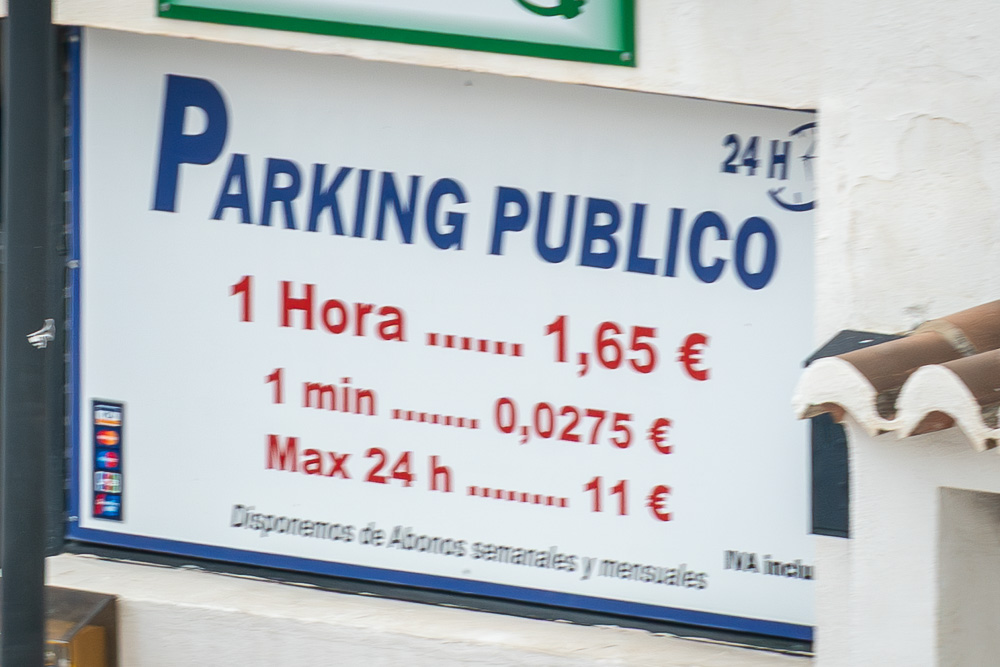 24 H
PARKING PUBLICO
1 Hora ...... 1,65 €
1 min ....... 0,0275 €
Max 24 h ........ 11 €
Disponemos de Abonos semanales y mensuales
IVA inclu